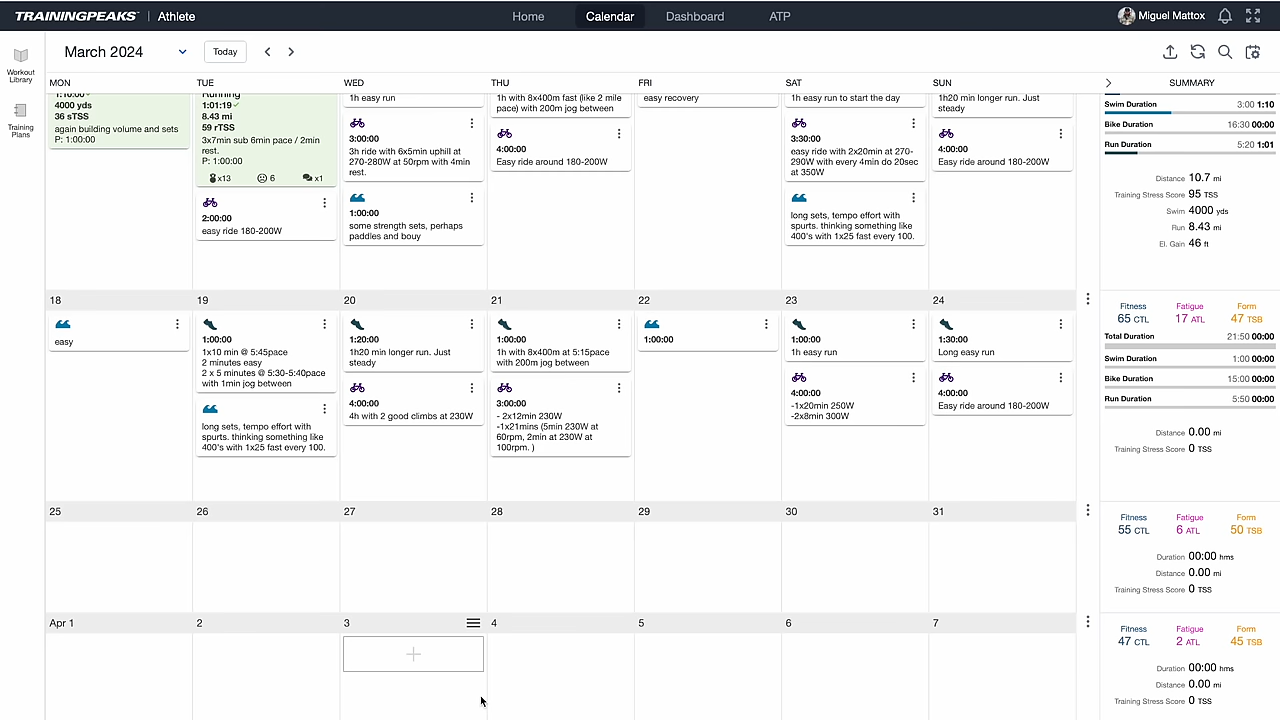 TRAININGPEAKS Athlete
Home
Calendar
Dashboard
ATP
Miguel Mattox
Workout
Library
Training
Plans
March 2024
Today
MON
TUE
WED
THU
FRI
SAT
SUN
SUMMARY
4000 yds
36 sTSS
again building volume and sets
P: 1:00:00
Running
1:01:19
8.43 mi
59 rTSS
3x7min sub 6min pace / 2min
rest.
P: 1:00:00
x13
6
x1
2:00:00
easy ride 180-200W
1h easy run
3:00:00
3h ride with 6x5min uphill at
270-280W at 50rpm with 4min
rest.
1:00:00
some strength sets, perhaps
paddles and bouy
1h with 8x400m fast (like 2 mile
pace) with 200m jog between
4:00:00
Easy ride around 180-200W
easy recovery
1h easy run to start the day
3:30:00
easy ride with 2x20min at 270-
290W with every 4min do 20sec
at 350W
long sets, tempo effort with
spurts. thinking something like
400's with 1x25 fast every 100.
1h20 min longer run. Just
steady
4:00:00
Easy ride around 180-200W
Swim Duration 3:00 1:10
Bike Duration 16:30 00:00
Run Duration 5:20 1:01
Distance 10.7 mi
Training Stress Score 95 TSS
Swim 4000 yds
Run 8.43 mi
El. Gain 46 ft
18
19
20
21
22
23
24
easy
1:00:00
1x10 min @ 5:45pace
2 minutes easy
2 x 5 minutes @ 5:30-5:40pace
with 1min jog between
long sets, tempo effort with
spurts. thinking something like
400's with 1x25 fast every 100.
1:20:00
1h20 min longer run. Just
steady
4:00:00
4h with 2 good climbs at 230W
1:00:00
1h with 8x400m at 5:15pace
with 200m jog between
3:00:00
- 2x12min 230W
-1x21mins (5min 230W at
60rpm, 2min at 230W at
100rpm. )
1:00:00
1:00:00
1h easy run
4:00:00
-1x20min 250W
-2x8min 300W
1:30:00
Long easy run
4:00:00
Easy ride around 180-200W
Fitness Fatigue Form
65 CTL 17 ATL 47 TSB
Total Duration 21:50 00:00
Swim Duration 1:00 00:00
Bike Duration 15:00 00:00
Run Duration 5:50 00:00
Distance 0.00 mi
Training Stress Score 0 TSS
25
26
27
28
29
30
31
Fitness Fatigue Form
55 CTL 6 ATL 50 TSB
Duration 00:00 hms
Distance 0.00 mi
Training Stress Score 0 TSS
Apr 1
2
3
4
5
6
7
Fitness Fatigue Form
47 CTL 2 ATL 45 TSB
Duration 00:00 hms
Distance 0.00 mi
Training Stress Score 0 TSS